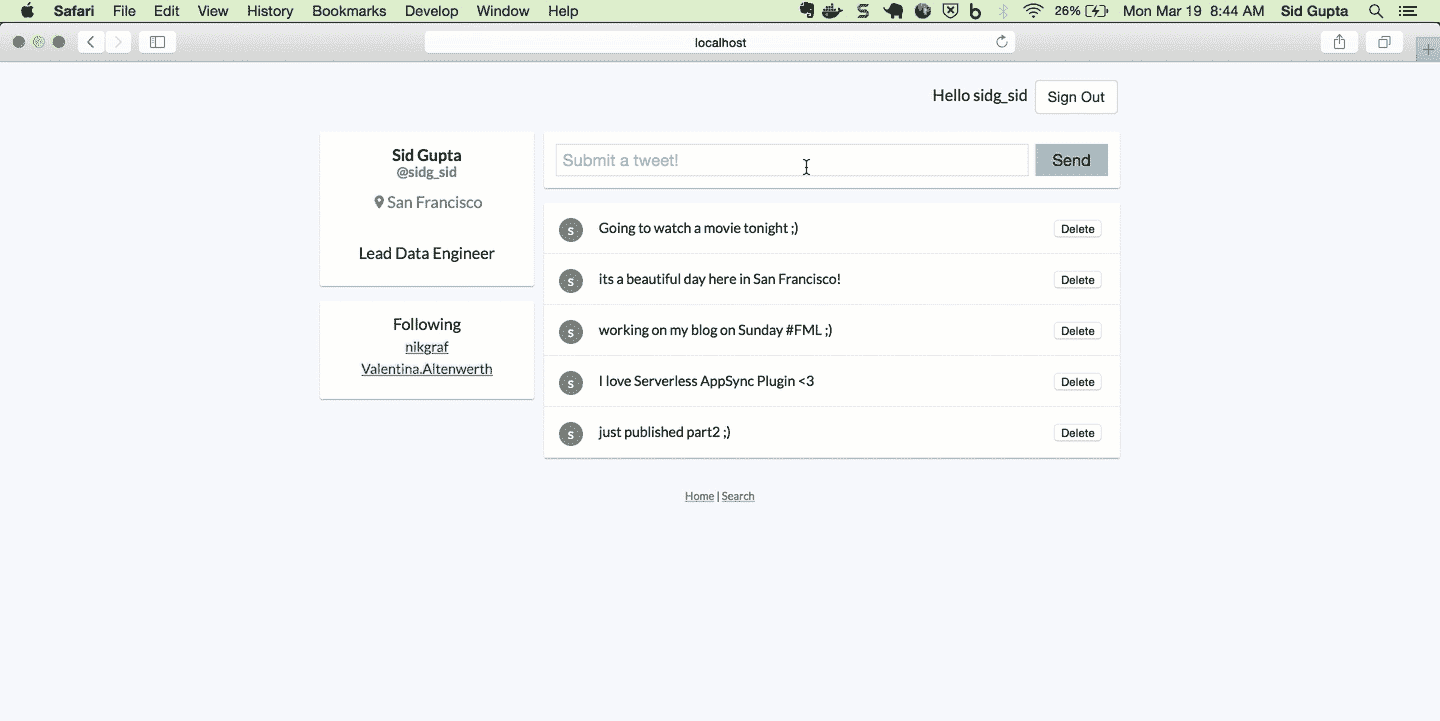 Safari File Edit View History Bookmarks Develop Window Help 26% Mon Mar 19 8:44 AM Sid Gupta
localhost
Hello sidg_sid Sign Out
Sid Gupta
@sidg_sid
San Francisco
Lead Data Engineer
Following
nikgraf
Valentina.Altenwerth
Submit a tweet! Send
s Going to watch a movie tonight ;) Delete
s its a beautiful day here in San Francisco! Delete
s working on my blog on Sunday #FML ;) Delete
s I love Serverless AppSync Plugin <3 Delete
s just published part2 ;) Delete
Home | Search